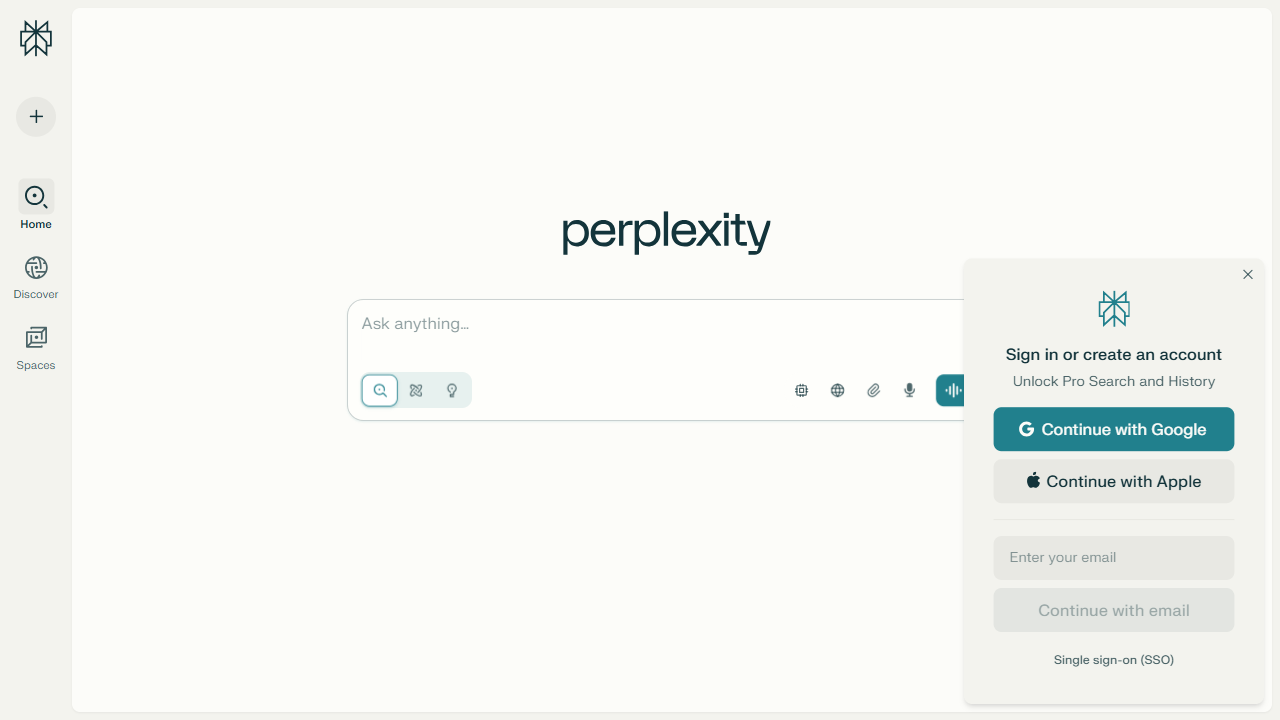 Home
Discover
Spaces
perplexity
Ask anything...
Sign in or create an account
Unlock Pro Search and History
Continue with Google
Continue with Apple
Enter your email
Continue with email
Single sign-on (SSO)